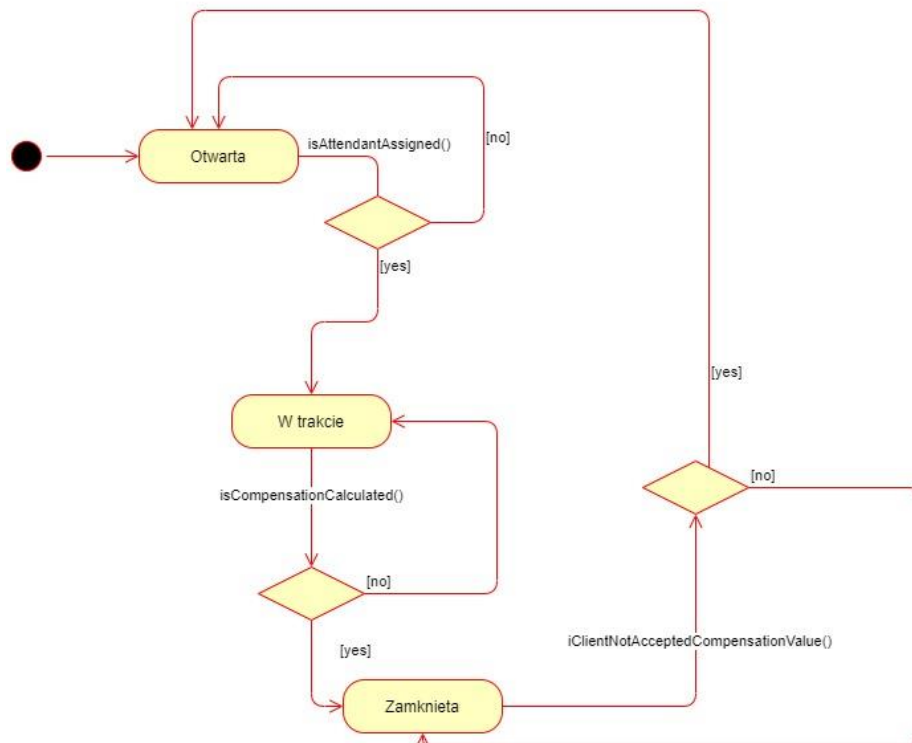 isAttendantAssigned()
[no]
Otwarta
[yes]
[yes]
W trakcie
[no]
isCompensationCalculated()
[no]
[yes]
iClientNotAcceptedCompensationValue()
Zamknieta